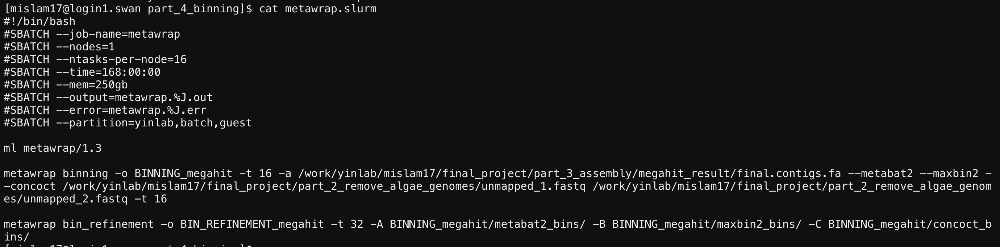 [mislam17@login1.swan part_4_binning]$ cat metawrap.slurm
#!/bin/bash
#SBATCH --job-name=metawrap
#SBATCH --nodes=1
#SBATCH --ntasks-per-node=16
#SBATCH --time=168:00:00
#SBATCH --mem=250gb
#SBATCH --output=metawrap.%J.out
#SBATCH --error=metawrap.%J.err
#SBATCH --partition=yinlab,batch,guest
ml metawrap/1.3
metawrap binning -o BINNING_megahit -t 16 -a /work/yinlab/mislam17/final_project/part_3_assembly/megahit_result/final.contigs.fa --metabat2 --maxbin2 -
-concoct /work/yinlab/mislam17/final_project/part_2_remove_algae_genomes/unmapped_1.fastq /work/yinlab/mislam17/final_project/part_2_remove_algae_genom
es/unmapped_2.fastq -t 16
metawrap bin_refinement -o BIN_REFINEMENT_megahit -t 32 -A BINNING_megahit/metabat2_bins/ -B BINNING_megahit/maxbin2_bins/ -C BINNING_megahit/concoct_b
ins/